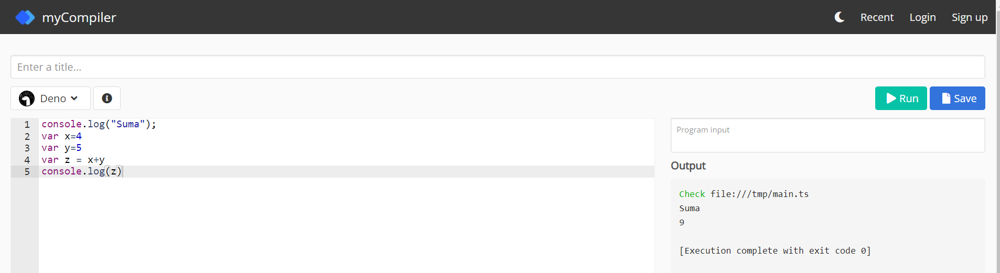 myCompiler
Recent Login Sign up
Enter a title...
Deno
Run Save
1 console.log("Suma");
2 var x=4
3 var y=5
4 var z = x+y
5 console.log(z)
Program input
Output
Check file:///tmp/main.ts
Suma
9
[Execution complete with exit code 0]